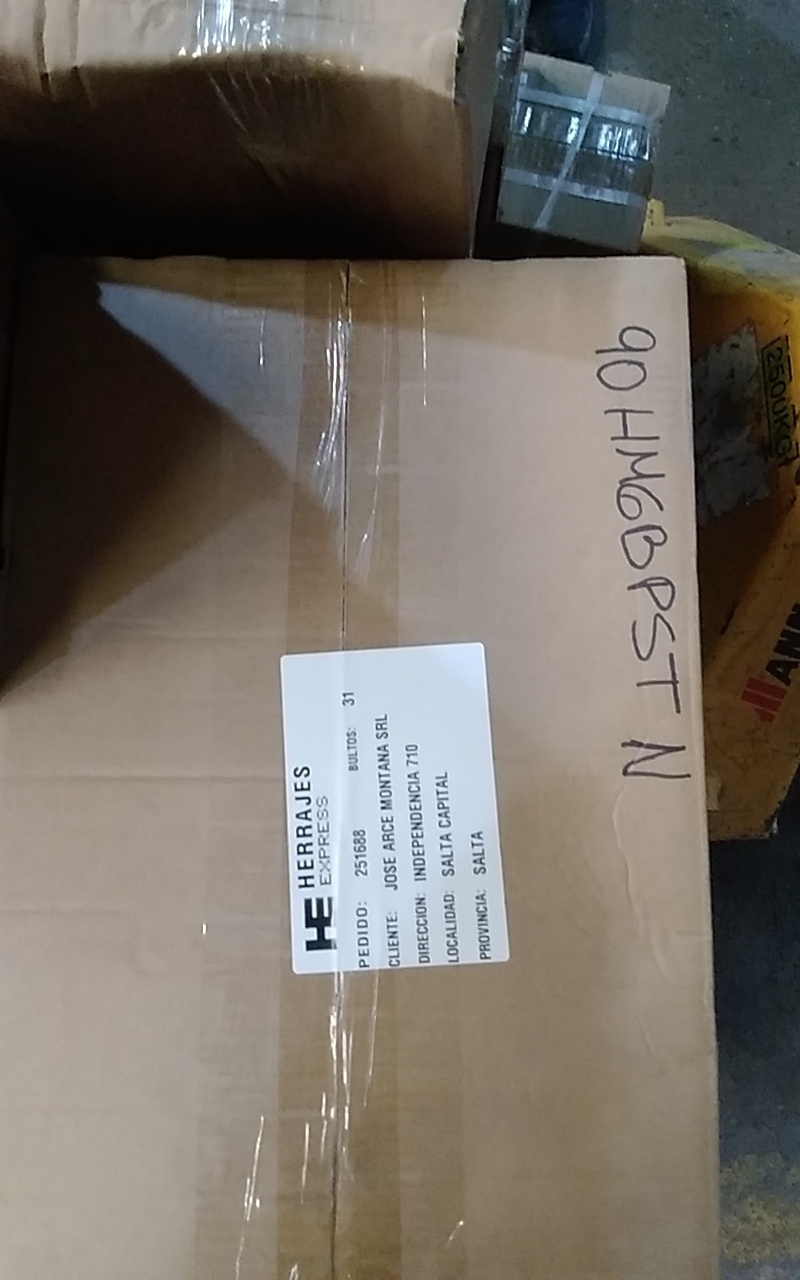 HE HERRAJES
EXPRESS
PEDIDO: 251688 BULTOS: 31
CLIENTE: JOSE ARCE MONTANA SRL
DIRECCION: INDEPENDENCIA 710
LOCALIDAD: SALTA CAPITAL
PROVINCIA: SALTA
90HM6BPST N
2500KG